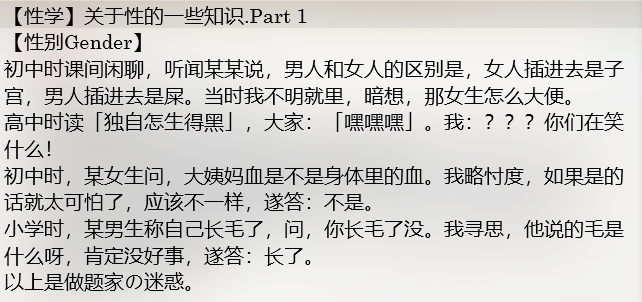 【性学】关于性的一些知识.Part 1
【性别Gender】
初中时课间闲聊，听闻某某说，男人和女人的区别是，女人插进去是子
宫，男人插进去是屎。当时我不明就里，暗想，那女生怎么大便。
高中时读「独自怎生得黑」，大家：「嘿嘿嘿」。我：？？？你们在笑
什么！
初中时，某女生问，大姨妈血是不是身体里的血。我略忖度，如果是的
话就太可怕了，应该不一样，遂答：不是。
小学时，某男生称自己长毛了，问，你长毛了没。我寻思，他说的毛是
什么呀，肯定没好事，遂答：长了。
以上是做题家の迷惑。